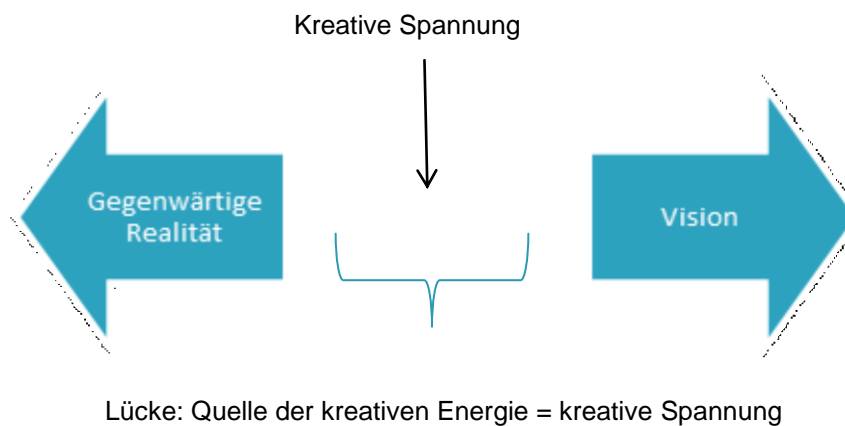 Kreative Spannung
Gegenwärtige
Realität
Vision
Lücke: Quelle der kreativen Energie = kreative Spannung